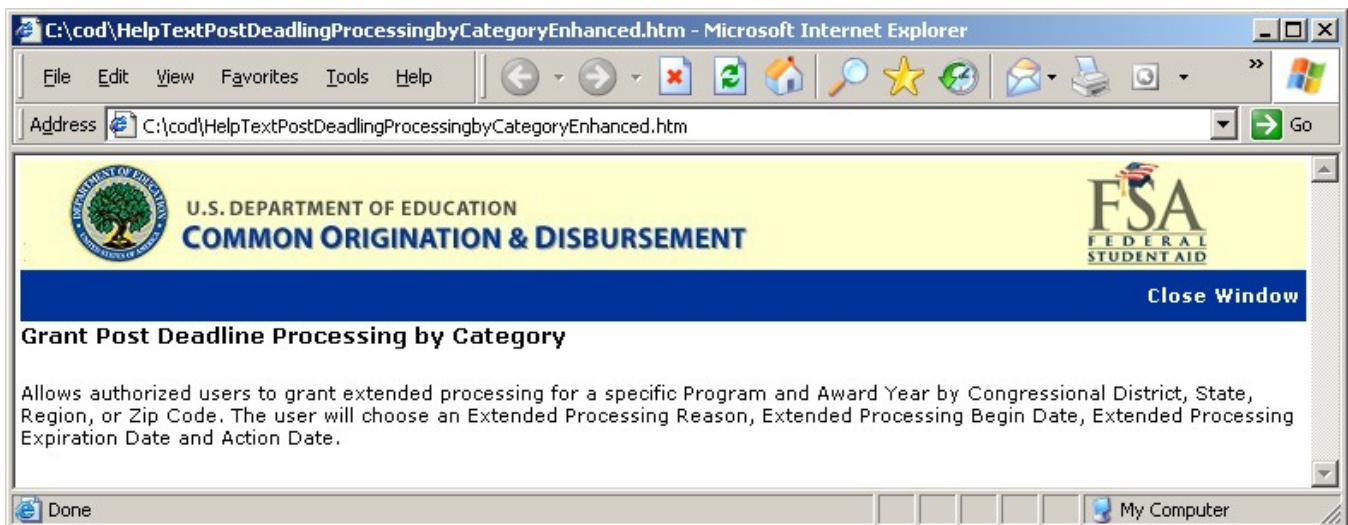 C:\cod\HelpTextPostDeadlingProcessingbyCategoryEnhanced.htm - Microsoft Internet Explorer
File Edit View Favorites Tools Help
»
Address C:\cod\HelpTextPostDeadlingProcessingbyCategoryEnhanced.htm Go
U.S. DEPARTMENT OF EDUCATION
COMMON ORIGINATION & DISBURSEMENT
FSA
FEDERAL
STUDENT AID
Close Window
Grant Post Deadline Processing by Category
Allows authorized users to grant extended processing for a specific Program and Award Year by Congressional District, State,
Region, or Zip Code. The user will choose an Extended Processing Reason, Extended Processing Begin Date, Extended Processing
Expiration Date and Action Date.
Done My Computer